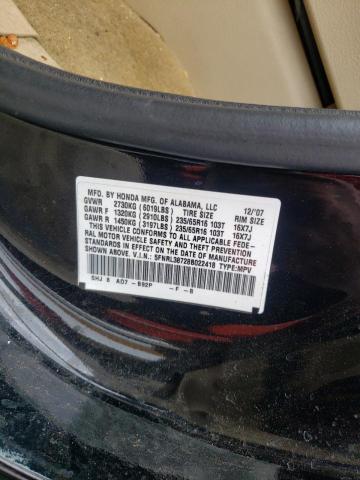 MFD. BY HONDA MFG. OF ALABAMA, LLC 12/'07
GVWR 2730KG (6019LBS) TIRE SIZE RIM SIZE
GAWR F 1320KG (2910LBS) 235/65R16 103T 16X7J
GAWR R 1450KG (3197LBS) 235/65R16 103T 16X7J
THIS VEHICLE CONFORMS TO ALL APPLICABLE FEDE-
RAL MOTOR VEHICLE SAFETY AND THEFT PREVENTION
STANDARDS IN EFFECT ON THE DATE OF MANUFACTURE
SHOWN ABOVE. V.I.N.: 5FNRL38728B022418 TYPE:MPV
SHJ 8 A07 -B92P -F -B